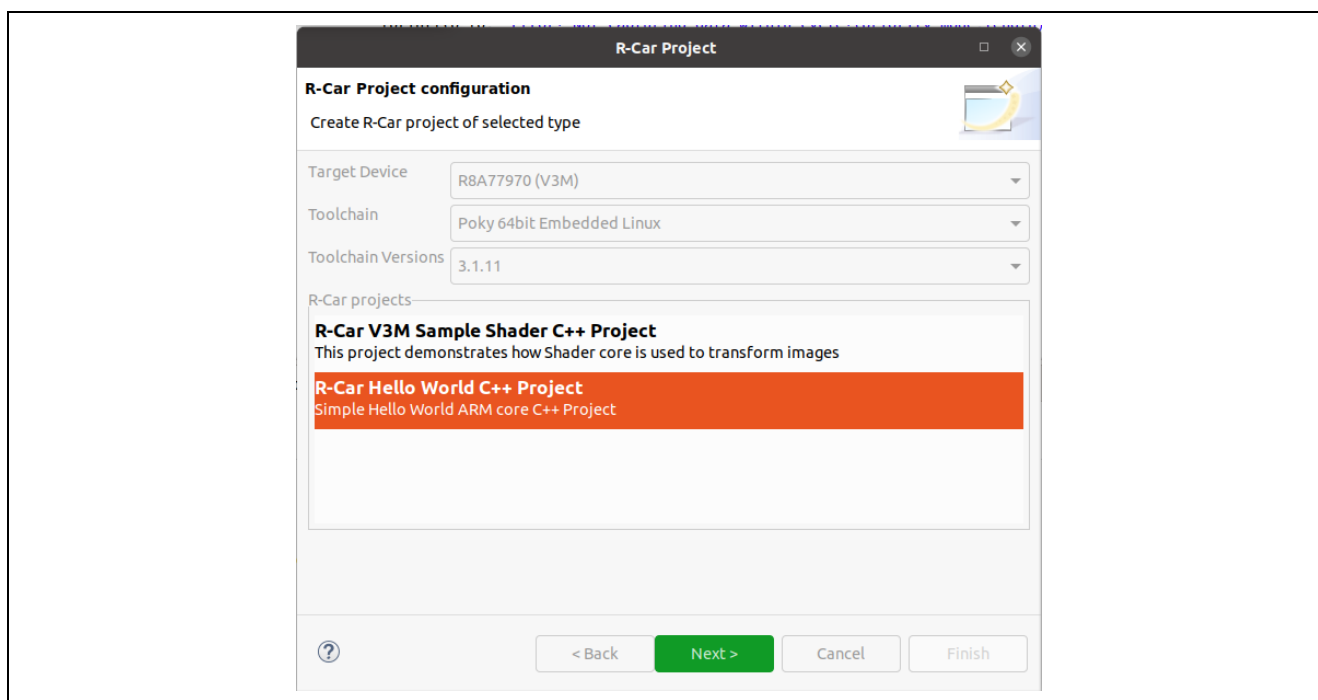 R-Car Project
R-Car Project configuration
Create R-Car project of selected type
Target Device
R8A77970 (V3M)
Toolchain
Poky 64bit Embedded Linux
Toolchain Versions
3.1.11
R-Car projects
R-Car V3M Sample Shader C++ Project
This project demonstrates how Shader core is used to transform images
R-Car Hello World C++ Project
Simple Hello World ARM core C++ Project
?
< Back
Next >
Cancel
Finish